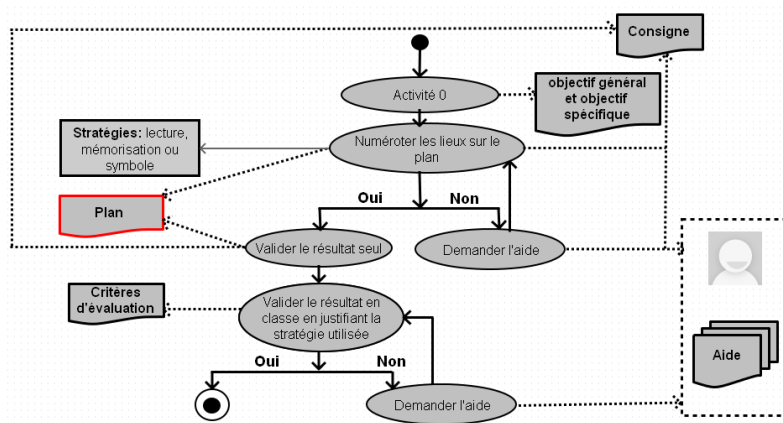 Consigne
Activité 0
objectif général
et objectif
spécifique
Stratégies: lecture,
mémorisation ou
symbole
Numéroter les lieux sur le
plan
Plan
Oui
Non
Valider le résultat seul
Demander l'aide
Critères
d'évaluation
Valider le résultat en
classe en justifiant la
stratégie utilisée
Aide
Oui
Non
Demander l'aide